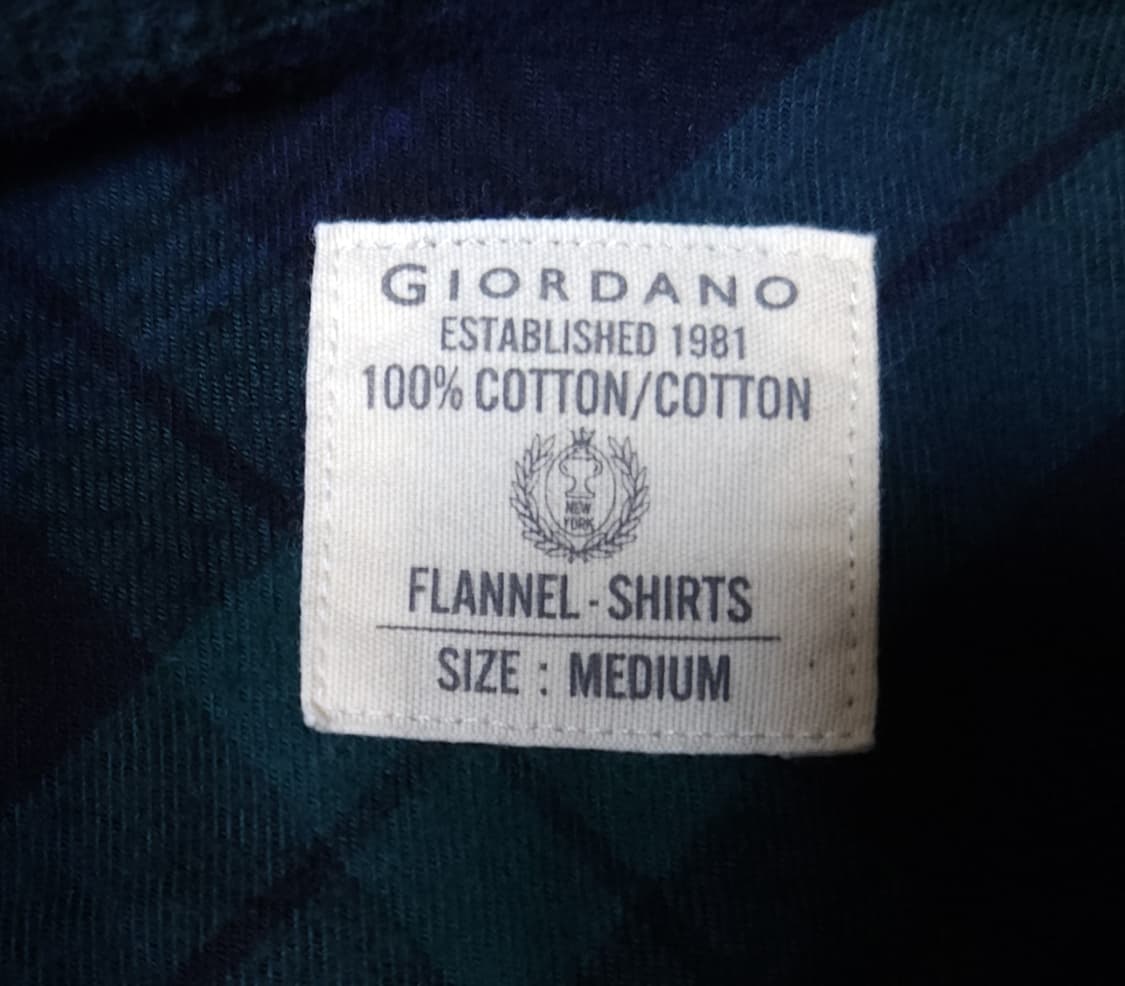 GIORDANO
ESTABLISHED 1981
100% COTTON/COTTON
NEW
YORK
FLANNEL - SHIRTS
SIZE : MEDIUM